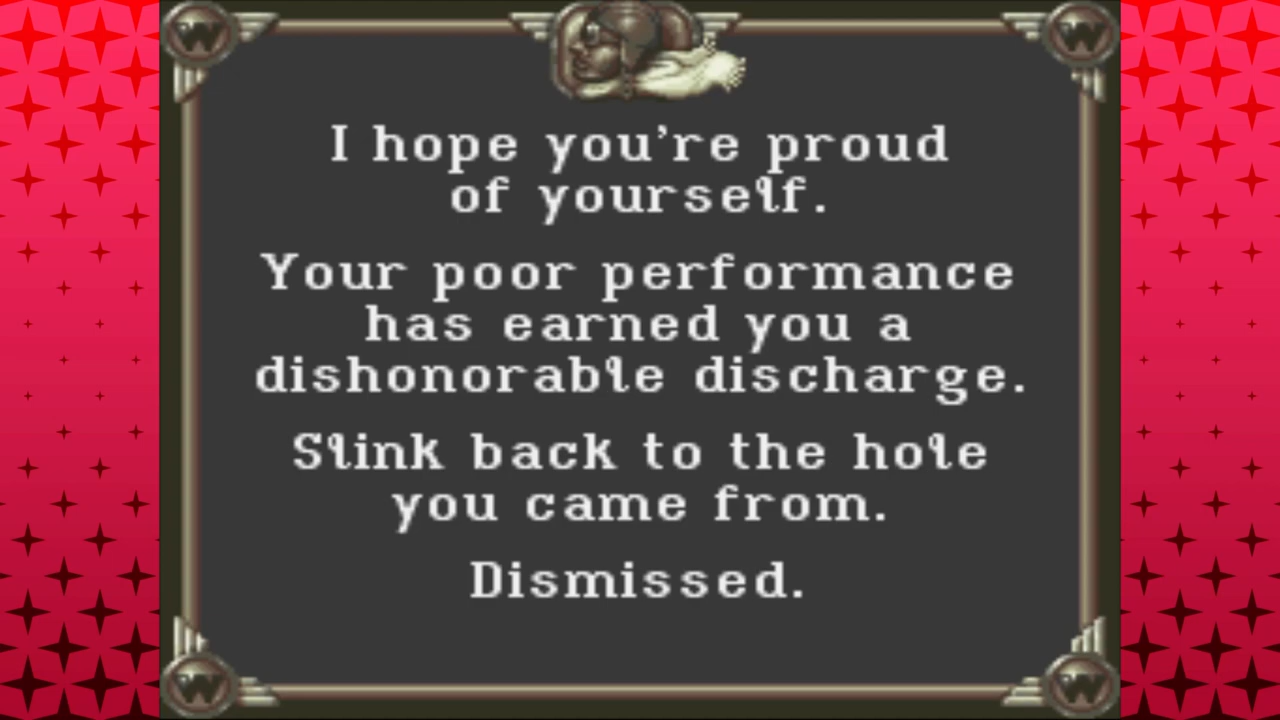 I hope you're proud
of yourself.
Your poor performance
has earned you a
dishonorable discharge.
Slink back to the hole
you came from.
Dismissed.
W
W
W
W